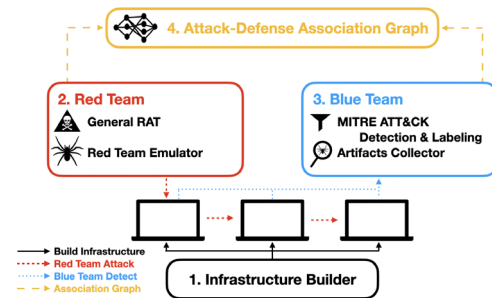 4. Attack-Defense Association Graph
2. Red Team
General RAT
Red Team Emulator
3. Blue Team
MITRE ATT&CK
Detection & Labeling
Artifacts Collector
Build Infrastructure
Red Team Attack
Blue Team Detect
Association Graph
1. Infrastructure Builder